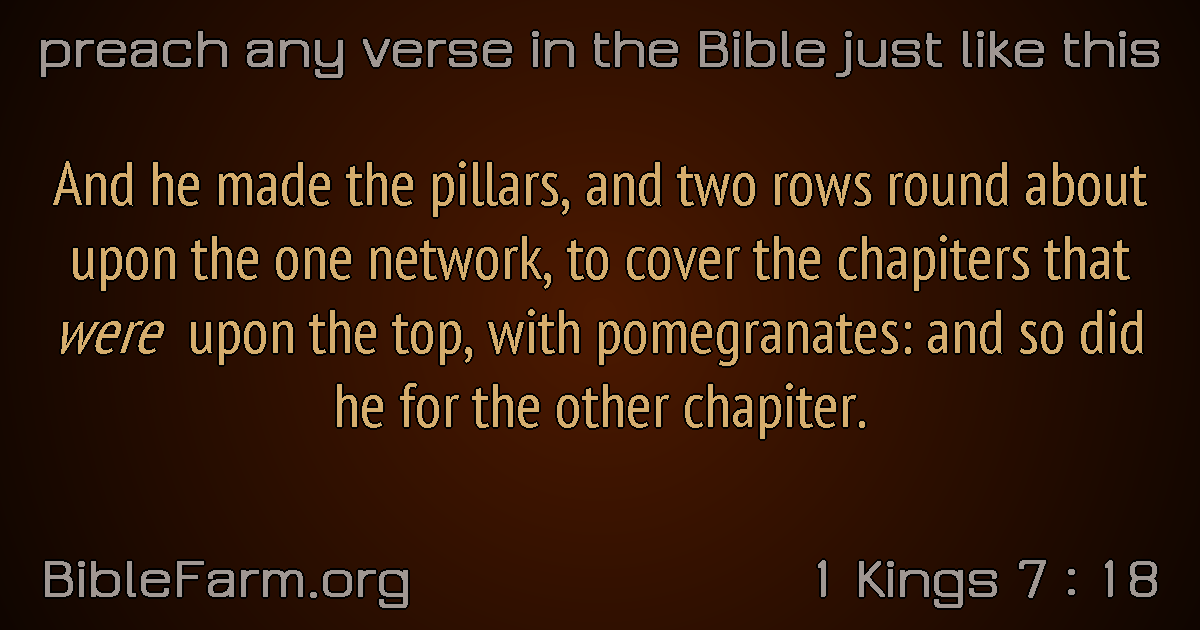 preach any verse in the Bible just like this
And he made the pillars, and two rows round about
upon the one network, to cover the chapiters that
were upon the top, with pomegranates: and so did
he for the other chapiter.
BibleFarm.org
1 Kings 7 : 18